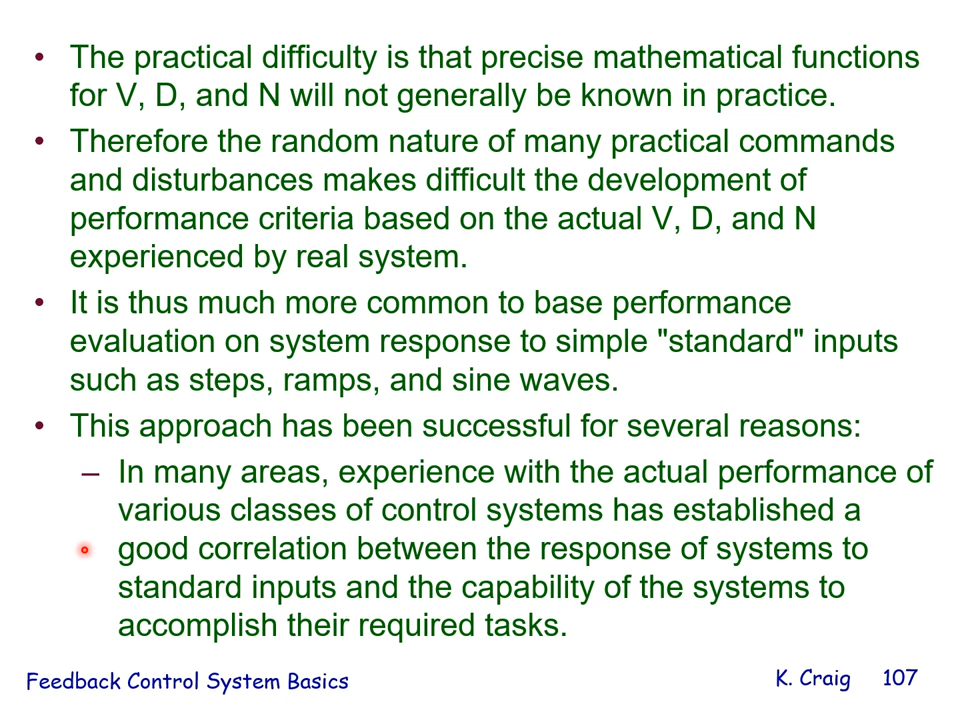 • The practical difficulty is that precise mathematical functions
for V, D, and N will not generally be known in practice.
• Therefore the random nature of many practical commands
and disturbances makes difficult the development of
performance criteria based on the actual V, D, and N
experienced by real system.
• It is thus much more common to base performance
evaluation on system response to simple "standard" inputs
such as steps, ramps, and sine waves.
• This approach has been successful for several reasons:
– In many areas, experience with the actual performance of
various classes of control systems has established a
good correlation between the response of systems to
standard inputs and the capability of the systems to
accomplish their required tasks.
Feedback Control System Basics
K. Craig 107